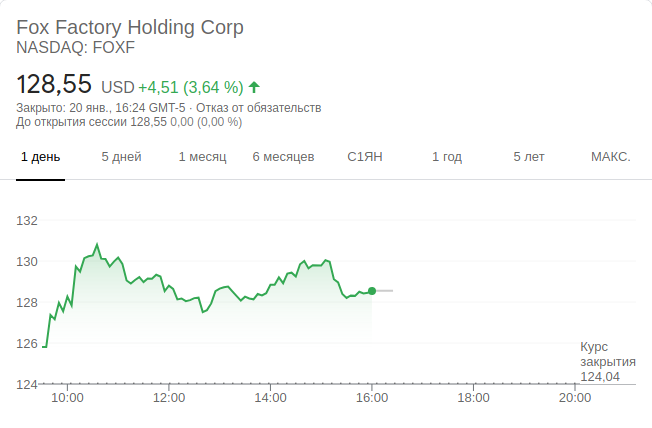 Fox Factory Holding Corp
NASDAQ: FOXF
128,55 USD +4,51 (3,64 %)
Закрыто: 20 янв., 16:24 GMT-5 · Отказ от обязательств
До открытия сессии 128,55 0,00 (0,00 %)
1 день 5 дней 1 месяц 6 месяцев С1ЯН 1 год 5 лет МАКС.
132
130
128
126
124
Курс
закрытия
124,04
10:00 12:00 14:00 16:00 18:00 20:00